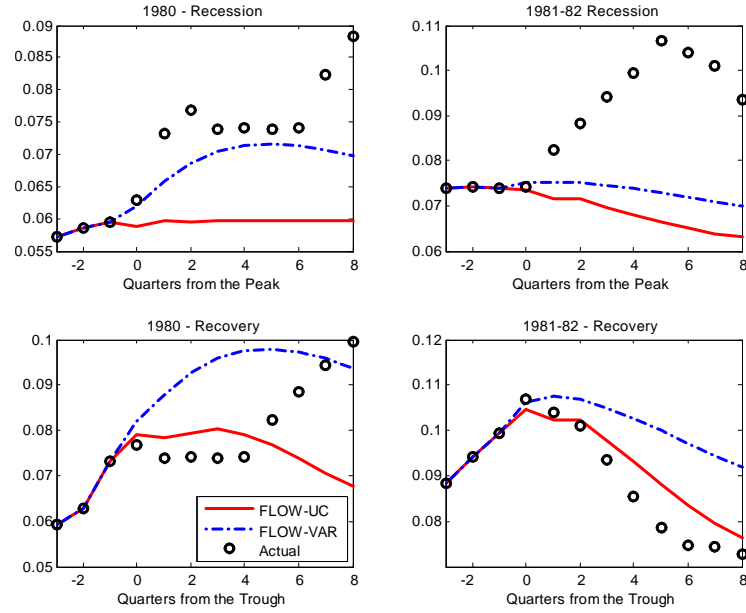 1980 - Recession
0.09
0.085
0.08
0.075
0.07
0.065
0.06
0.055
-2 0 2 4 6 8
Quarters from the Peak
1981-82 Recession
0.11
0.1
0.09
0.08
0.07
0.06
-2 0 2 4 6 8
Quarters from the Peak
1980 - Recovery
0.1
0.09
0.08
0.07
0.06
0.05
-2 0 2 4 6 8
Quarters from the Trough
FLOW-UC
FLOW-VAR
Actual
1981-82 - Recovery
0.12
0.11
0.1
0.09
0.08
-2 0 2 4 6 8
Quarters from the Trough